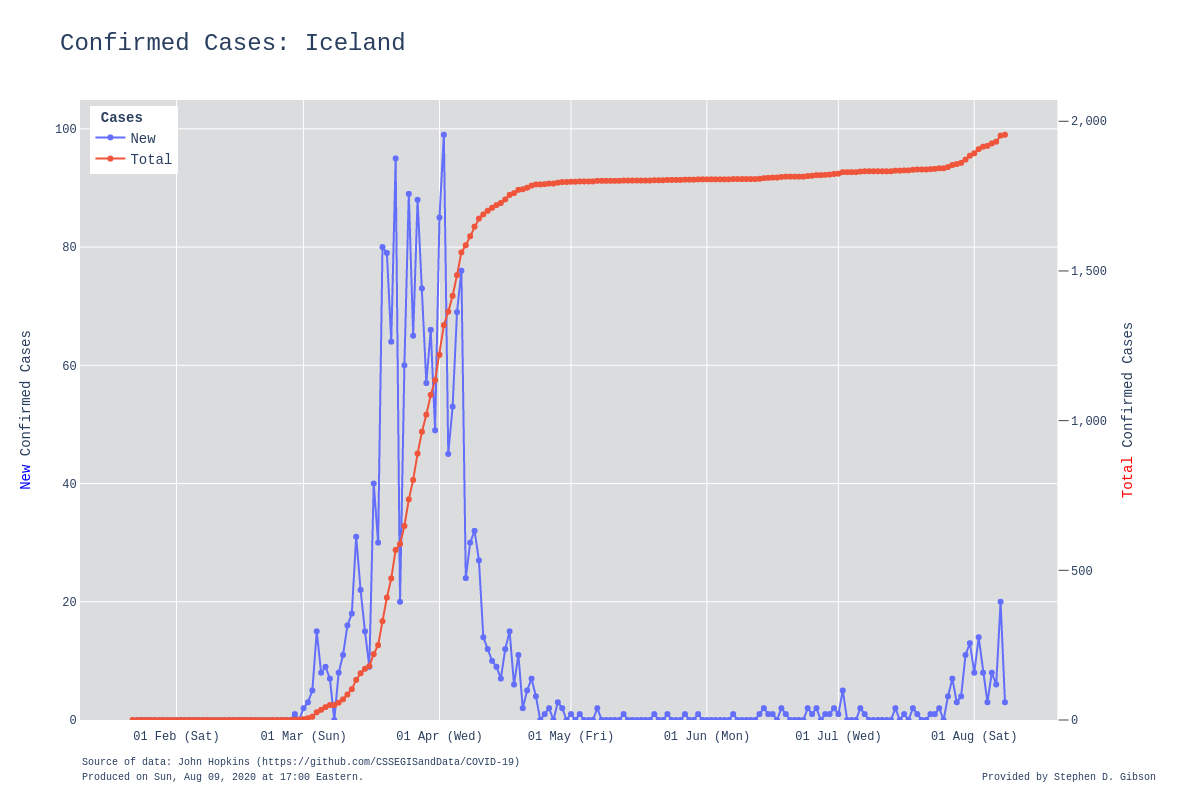 Confirmed Cases: Iceland
Cases
New
Total
100
80
60
40
20
0
2,000
1,500
1,000
500
0
New Confirmed Cases
Total Confirmed Cases
01 Feb (Sat)
01 Mar (Sun)
01 Apr (Wed)
01 May (Fri)
01 Jun (Mon)
01 Jul (Wed)
01 Aug (Sat)
Source of data: John Hopkins (https://github.com/CSSEGISandData/COVID-19)
Produced on Sun, Aug 09, 2020 at 17:00 Eastern.
Provided by Stephen D. Gibson